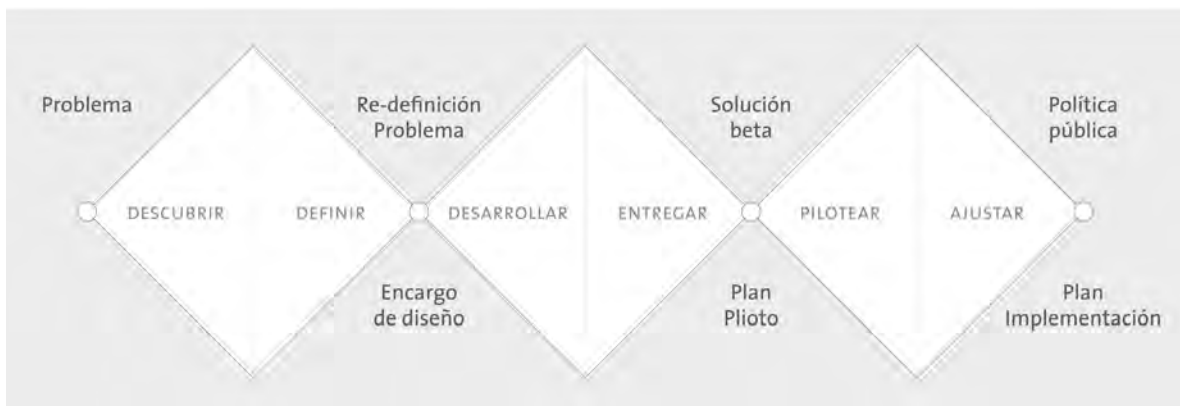 Problema
Re-definición
Problema
Solución
beta
Política
pública
DESCUBRIR
DEFINIR
DESARROLLAR
ENTREGAR
PILOTEAR
AJUSTAR
Encargo
de diseño
Plan
Plioto
Plan
Implementación